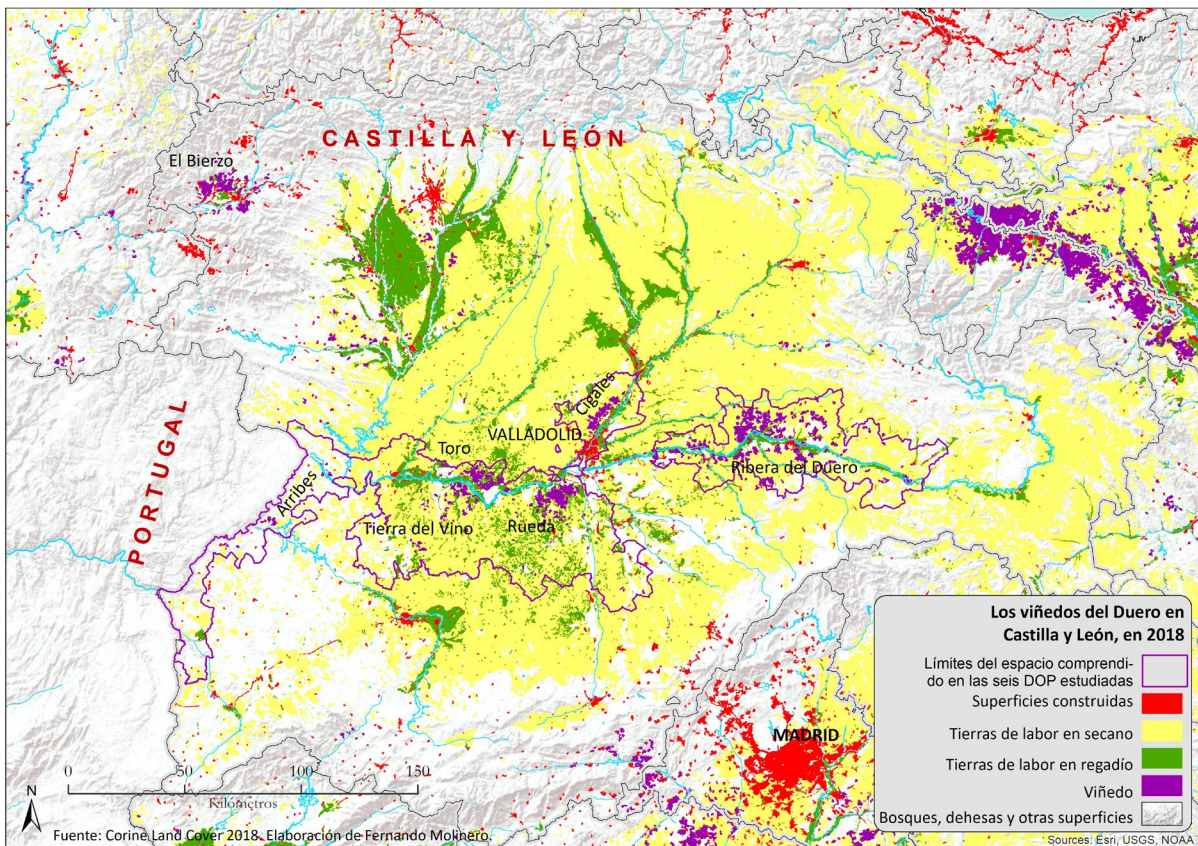 CASTILLA Y LEÓN
El Bierzo
PORTUGAL
Cigales
VALLADOLID
Toro
Ribera del Duero
Arribes
Tierra del Vino
Rueda
MADRID
Los viñedos del Duero en
Castilla y León, en 2018
Límites del espacio comprendi-
do en las seis DOP estudiadas
Superficies construidas
Tierras de labor en secano
Tierras de labor en regadío
Viñedo
Bosques, dehesas y otras superficies
0 50 100 150
Kilómetros
N
Fuente: Corine Land Cover 2018. Elaboración de Fernando Molinero.
Sources: Esri, USGS, NOAA